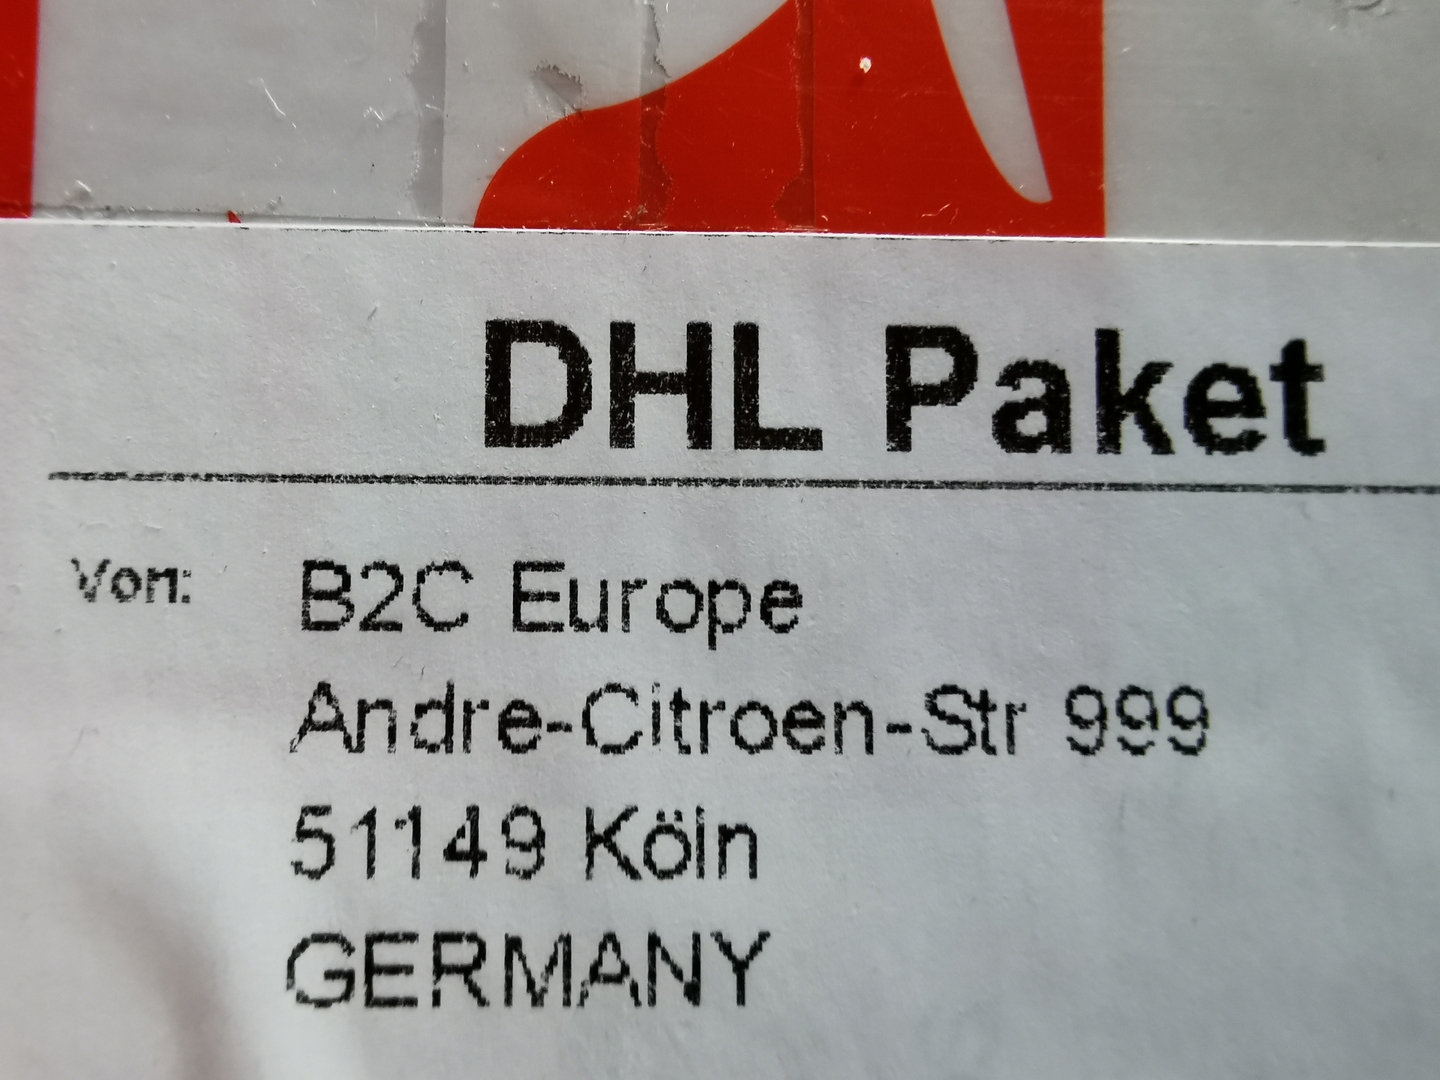 DHL Paket
Von: B2C Europe
Andre-Citroen-Str 999
51149 Köln
GERMANY